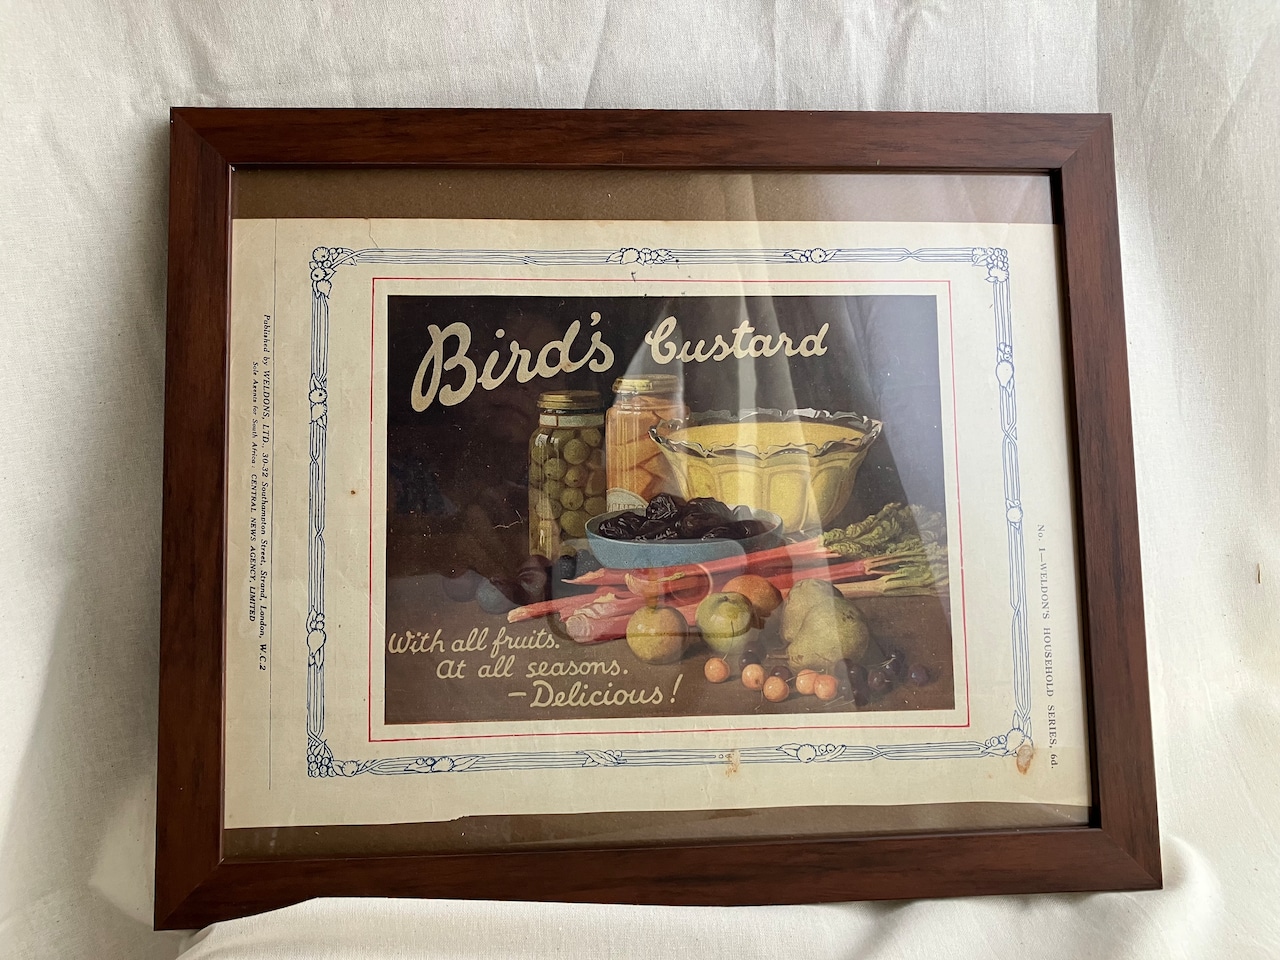 Bird's Custard
With all fruits.
At all seasons.
—Delicious!
Published by WELDONS, LTD., 30-32 Southampton Street, Strand, London, W.C.2
Sole Agents for South Africa: CENTRAL NEWS AGENCY, LIMITED
No. 1—WELDON'S HOUSEHOLD SERIES, 6d.